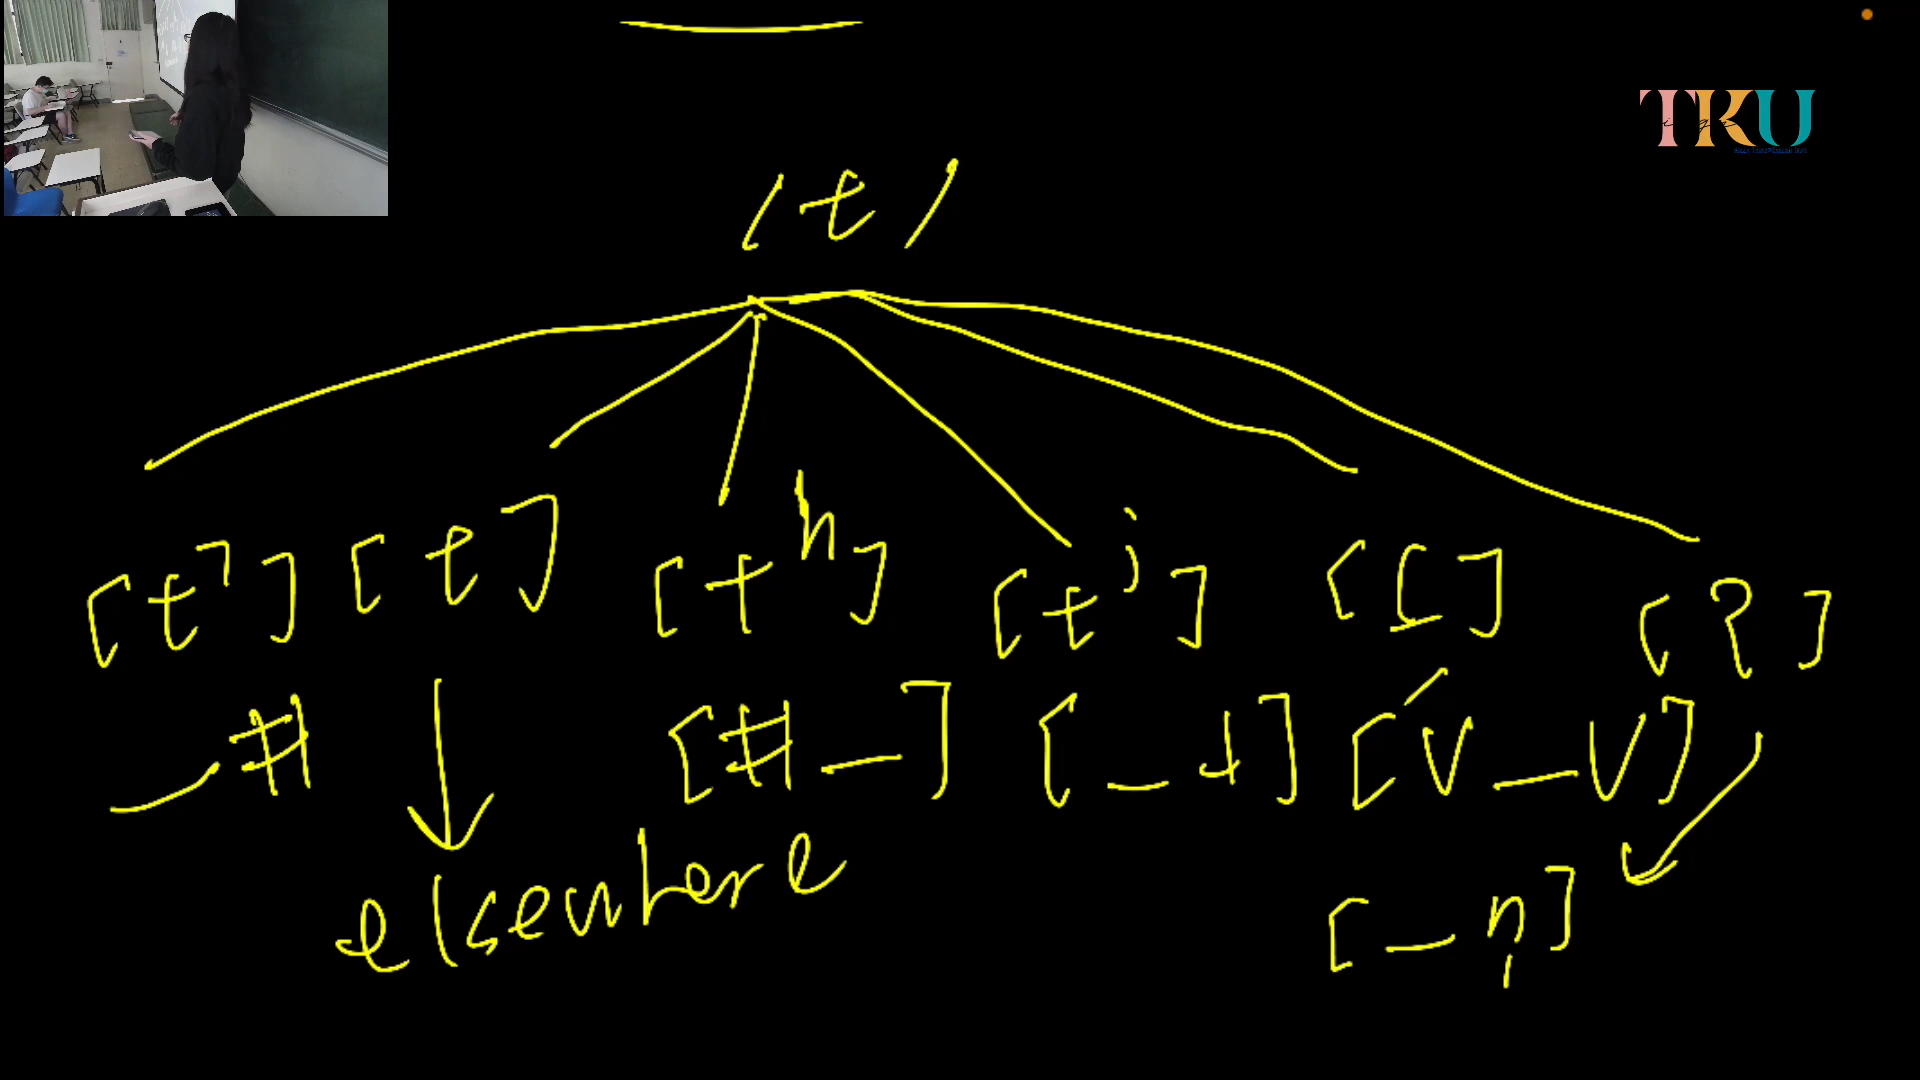 TKU
/t/
[t̚] [t] [tʰ] [tʲ] [ɾ] [ʔ]
_# [#_] [_j] [V́_V]
elsewhere
[_n̩]